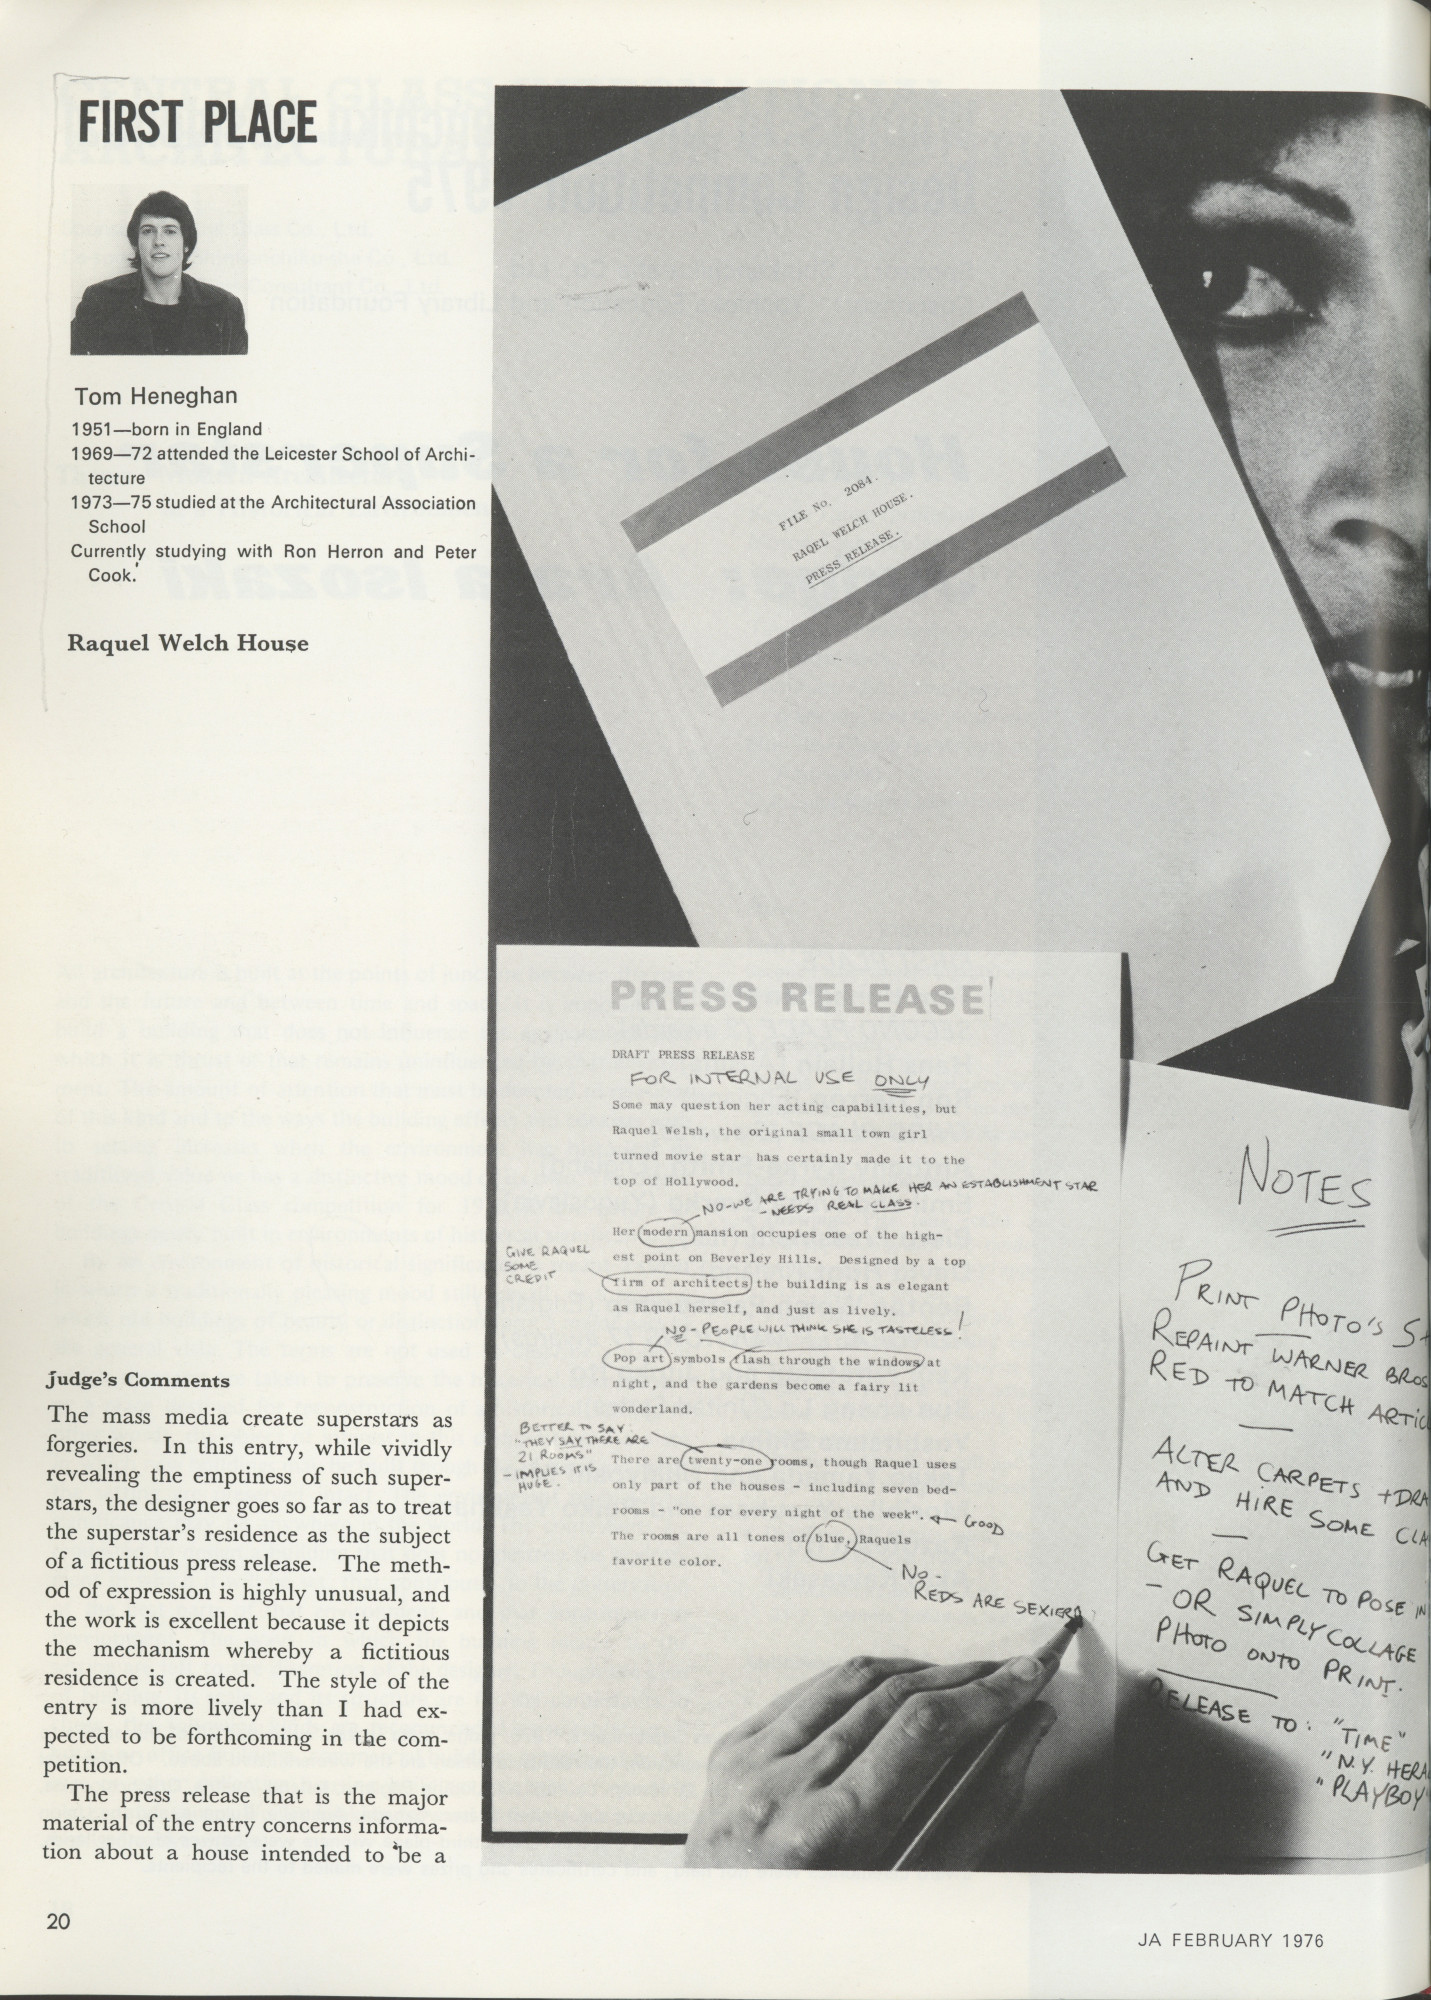 FIRST PLACE
Tom Heneghan
1951—born in England
1969—72 attended the Leicester School of Archi-
tecture
1973—75 studied at the Architectural Association
School
Currently studying with Ron Herron and Peter
Cook.
Raquel Welch House
judge's Comments
The mass media create superstars as
forgeries. In this entry, while vividly
revealing the emptiness of such super-
stars, the designer goes so far as to treat
the superstar's residence as the subject
of a fictitious press release. The meth-
od of expression is highly unusual, and
the work is excellent because it depicts
the mechanism whereby a fictitious
residence is created. The style of the
entry is more lively than I had ex-
pected to be forthcoming in the com-
petition.
The press release that is the major
material of the entry concerns informa-
tion about a house intended to be a
FILE No. 2084.
RAQEL WELCH HOUSE.
PRESS RELEASE.
PRESS RELEASE
DRAFT PRESS RELEASE
FOR INTERNAL USE ONLY
Some may question her acting capabilities, but
Raquel Welsh, the original small town girl
turned movie star has certainly made it to the
top of Hollywood.
NO-WE ARE TRYING TO MAKE HER AN ESTABLISHMENT STAR
- NEEDS REAL CLASS.
Her modern mansion occupies one of the high-
est point on Beverley Hills. Designed by a top
GIVE RAQUEL
SOME
CREDIT
firm of architects the building is as elegant
as Raquel herself, and just as lively.
NO - PEOPLE WILL THINK SHE IS TASTELESS!
Pop art symbols flash through the windows at
night, and the gardens become a fairy lit
wonderland.
BETTER TO SAY
"THEY SAY THERE ARE
21 ROOMS"
- IMPLIES IT IS
HUGE.
There are twenty-one rooms, though Raquel uses
only part of the houses - including seven bed-
rooms - "one for every night of the week". ← GOOD
The rooms are all tones of blue, Raquels
favorite color.
NO -
REDS ARE SEXIER
NOTES
PRINT PHOTO'S
REPAINT WARNER BROS
RED TO MATCH
ALTER CARPETS +
AND HIRE SOME
GET RAQUEL TO POSE IN
- OR SIMPLY COLLAGE
PHOTO ONTO PRINT.
RELEASE TO: "TIME"
"N.Y.
"PLAYBOY"
20
JA FEBRUARY 1976